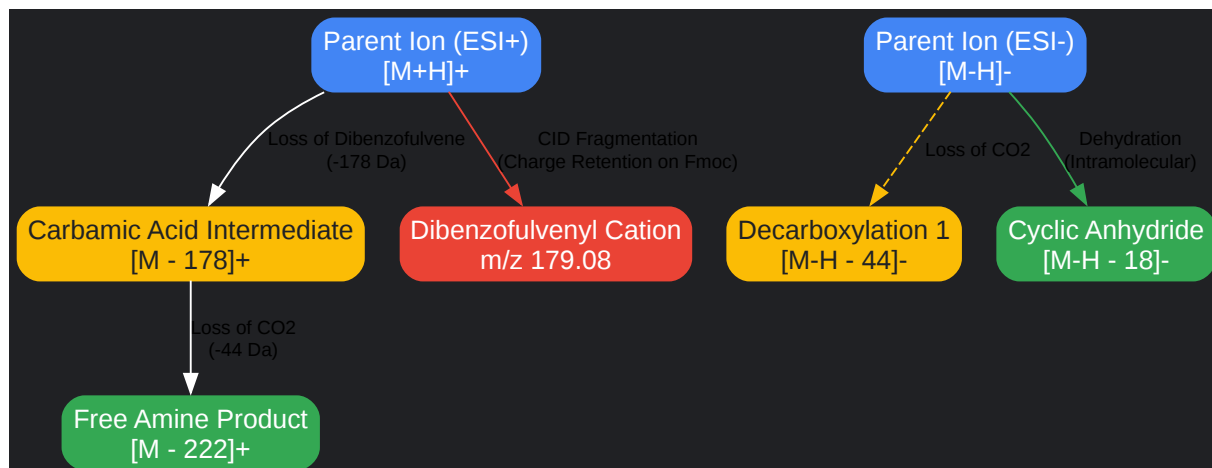 Parent Ion (ESI+)
[M+H]+
Parent Ion (ESI-)
[M-H]-
Loss of Dibenzofulvene
(-178 Da)
CID Fragmentation
(Charge Retention on Fmoc)
Loss of CO2
Dehydration
(Intramolecular)
Carbamic Acid Intermediate
[M - 178]+
Dibenzofulvenyl Cation
m/z 179.08
Decarboxylation 1
[M-H - 44]-
Cyclic Anhydride
[M-H - 18]-
Loss of CO2
(-44 Da)
Free Amine Product
[M - 222]+